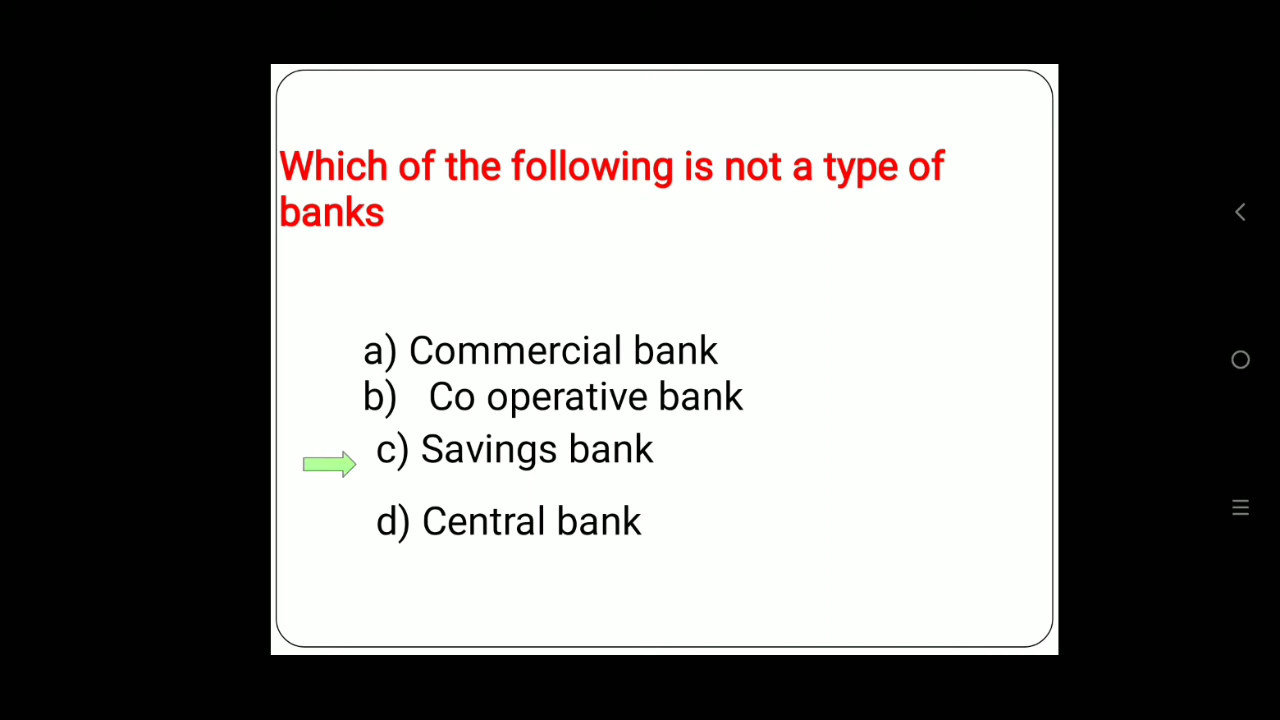 Which of the following is not a type of
banks
a) Commercial bank
b) Co operative bank
c) Savings bank
d) Central bank